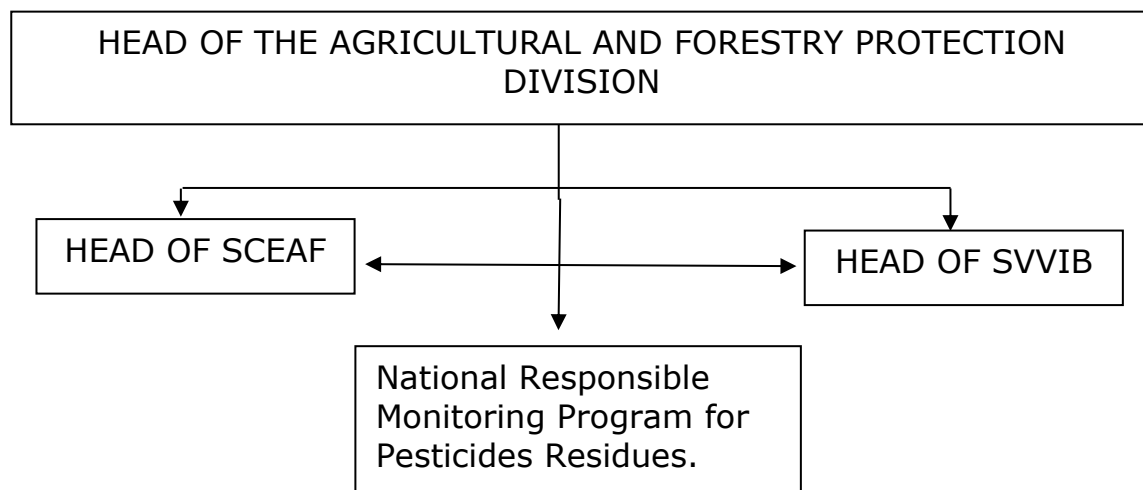 HEAD OF THE AGRICULTURAL AND FORESTRY PROTECTION
DIVISION
HEAD OF SCEAF
HEAD OF SVVIB
National Responsible
Monitoring Program for
Pesticides Residues.